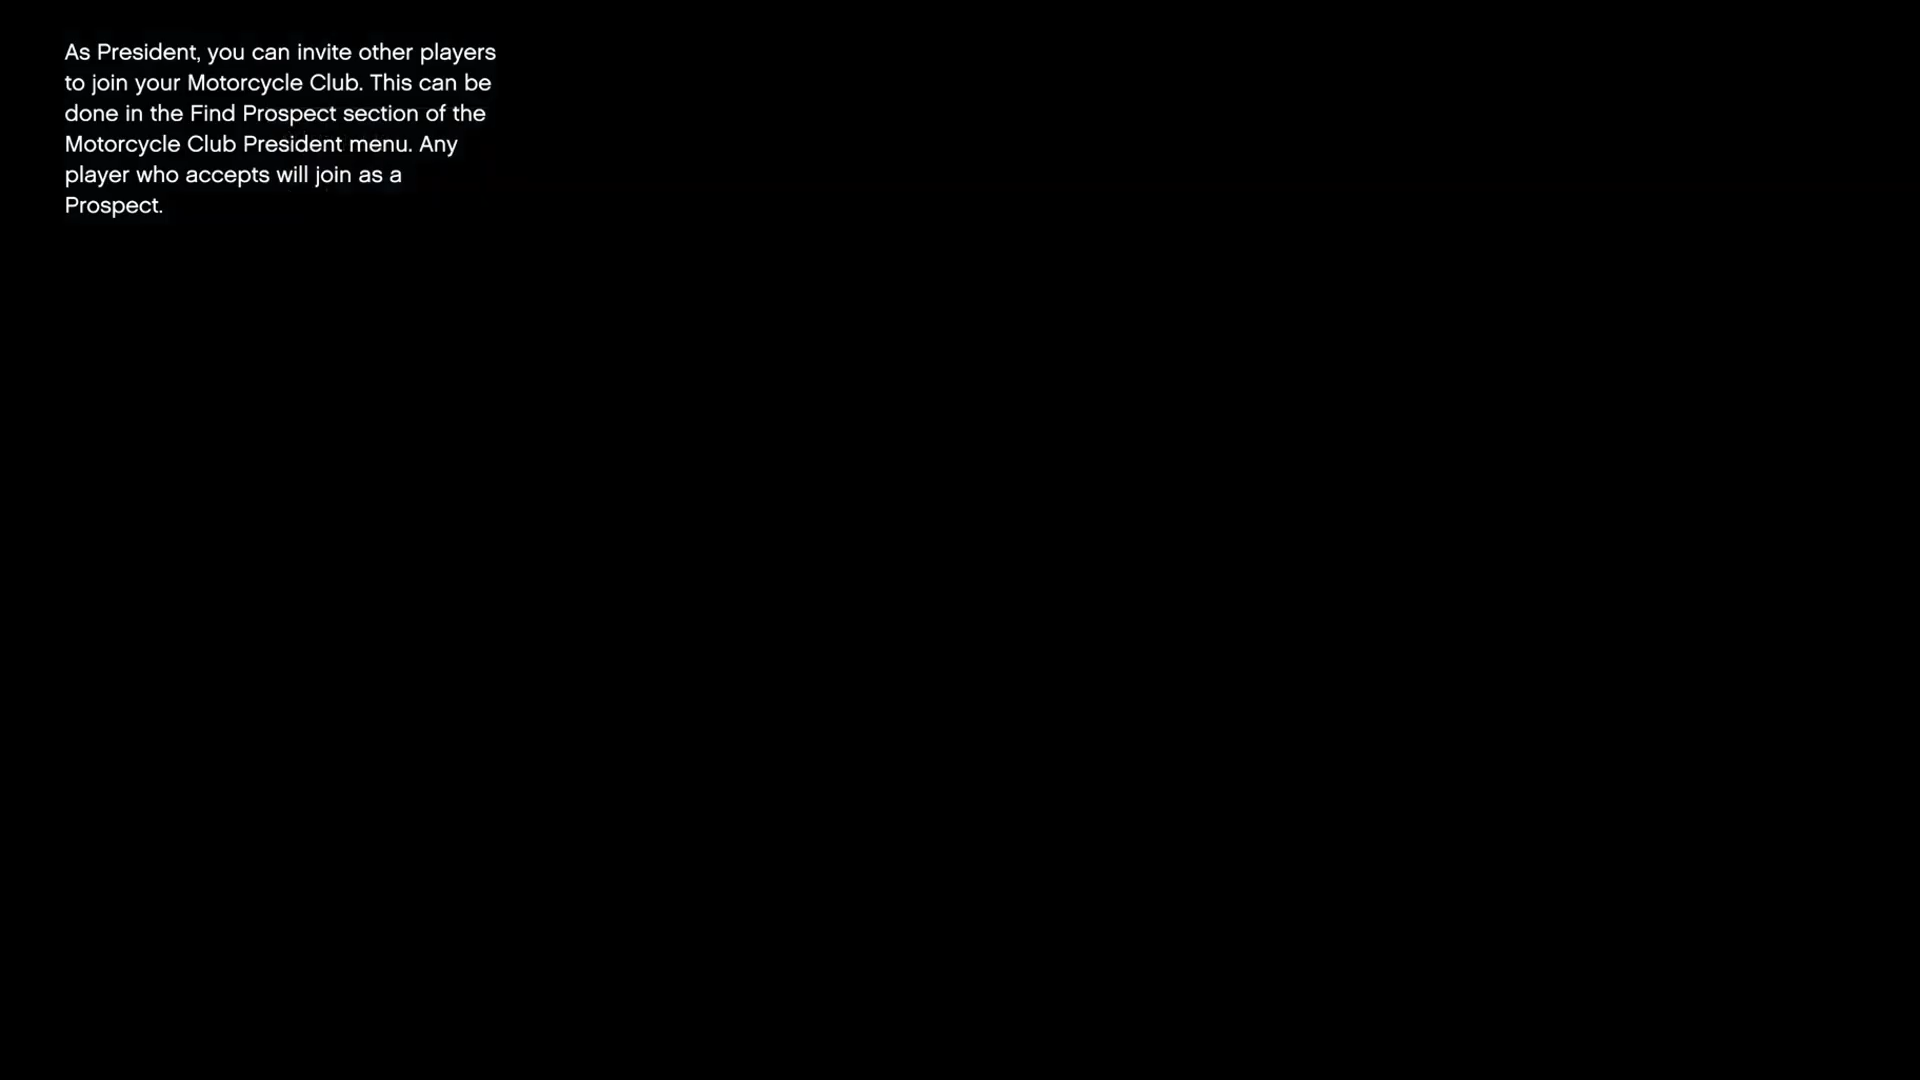 As President, you can invite other players
to join your Motorcycle Club. This can be
done in the Find Prospect section of the
Motorcycle Club President menu. Any
player who accepts will join as a
Prospect.